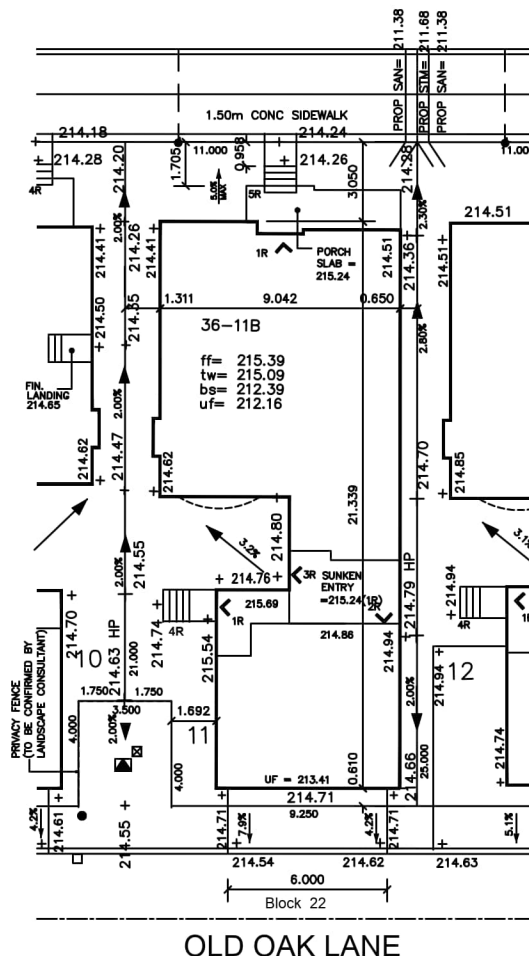 PROP SAN= 211.38
PROP STM= 211.68
PROP SAN= 211.38
1.50m CONC SIDEWALK
214.18
214.24
11.000
11.00
214.28
214.20
1.705
0.958
214.26
214.28
4R
5.0%
MAX
5R
3.050
2.00%
2.30%
214.51
214.41
214.26
214.41
1R
PORCH
SLAB =
215.24
214.51
214.36
214.51
214.50
214.35
1.311
9.042
0.650
36-11B
ff= 215.39
tw= 215.09
bs= 212.39
uf= 212.16
2.80%
FIN.
LANDING
214.65
2.00%
214.62
214.47
214.62
214.70
214.85
21.339
214.80
3.2%
3.1%
214.55
2.00%
214.76
3R
SUNKEN
ENTRY
=215.24(1R)
2R
214.79 HP
214.94
214.70
215.69
1R
1R
4R
214.74
215.54
214.86
214.94
4R
10
214.63 HP
21.000
214.94
12
PRIVACY FENCE
(TO BE CONFIRMED BY
LANDSCAPE CONSULTANT)
1.750
1.750
3.500
2.00%
1.692
11
2.00%
4.000
4.000
214.74
UF = 213.41
0.610
214.66
25.000
214.71
9.250
4.2%
214.61
214.55
214.71
7.9%
4.2%
214.71
5.1%
214.54
214.62
214.63
6.000
Block 22
OLD OAK LANE